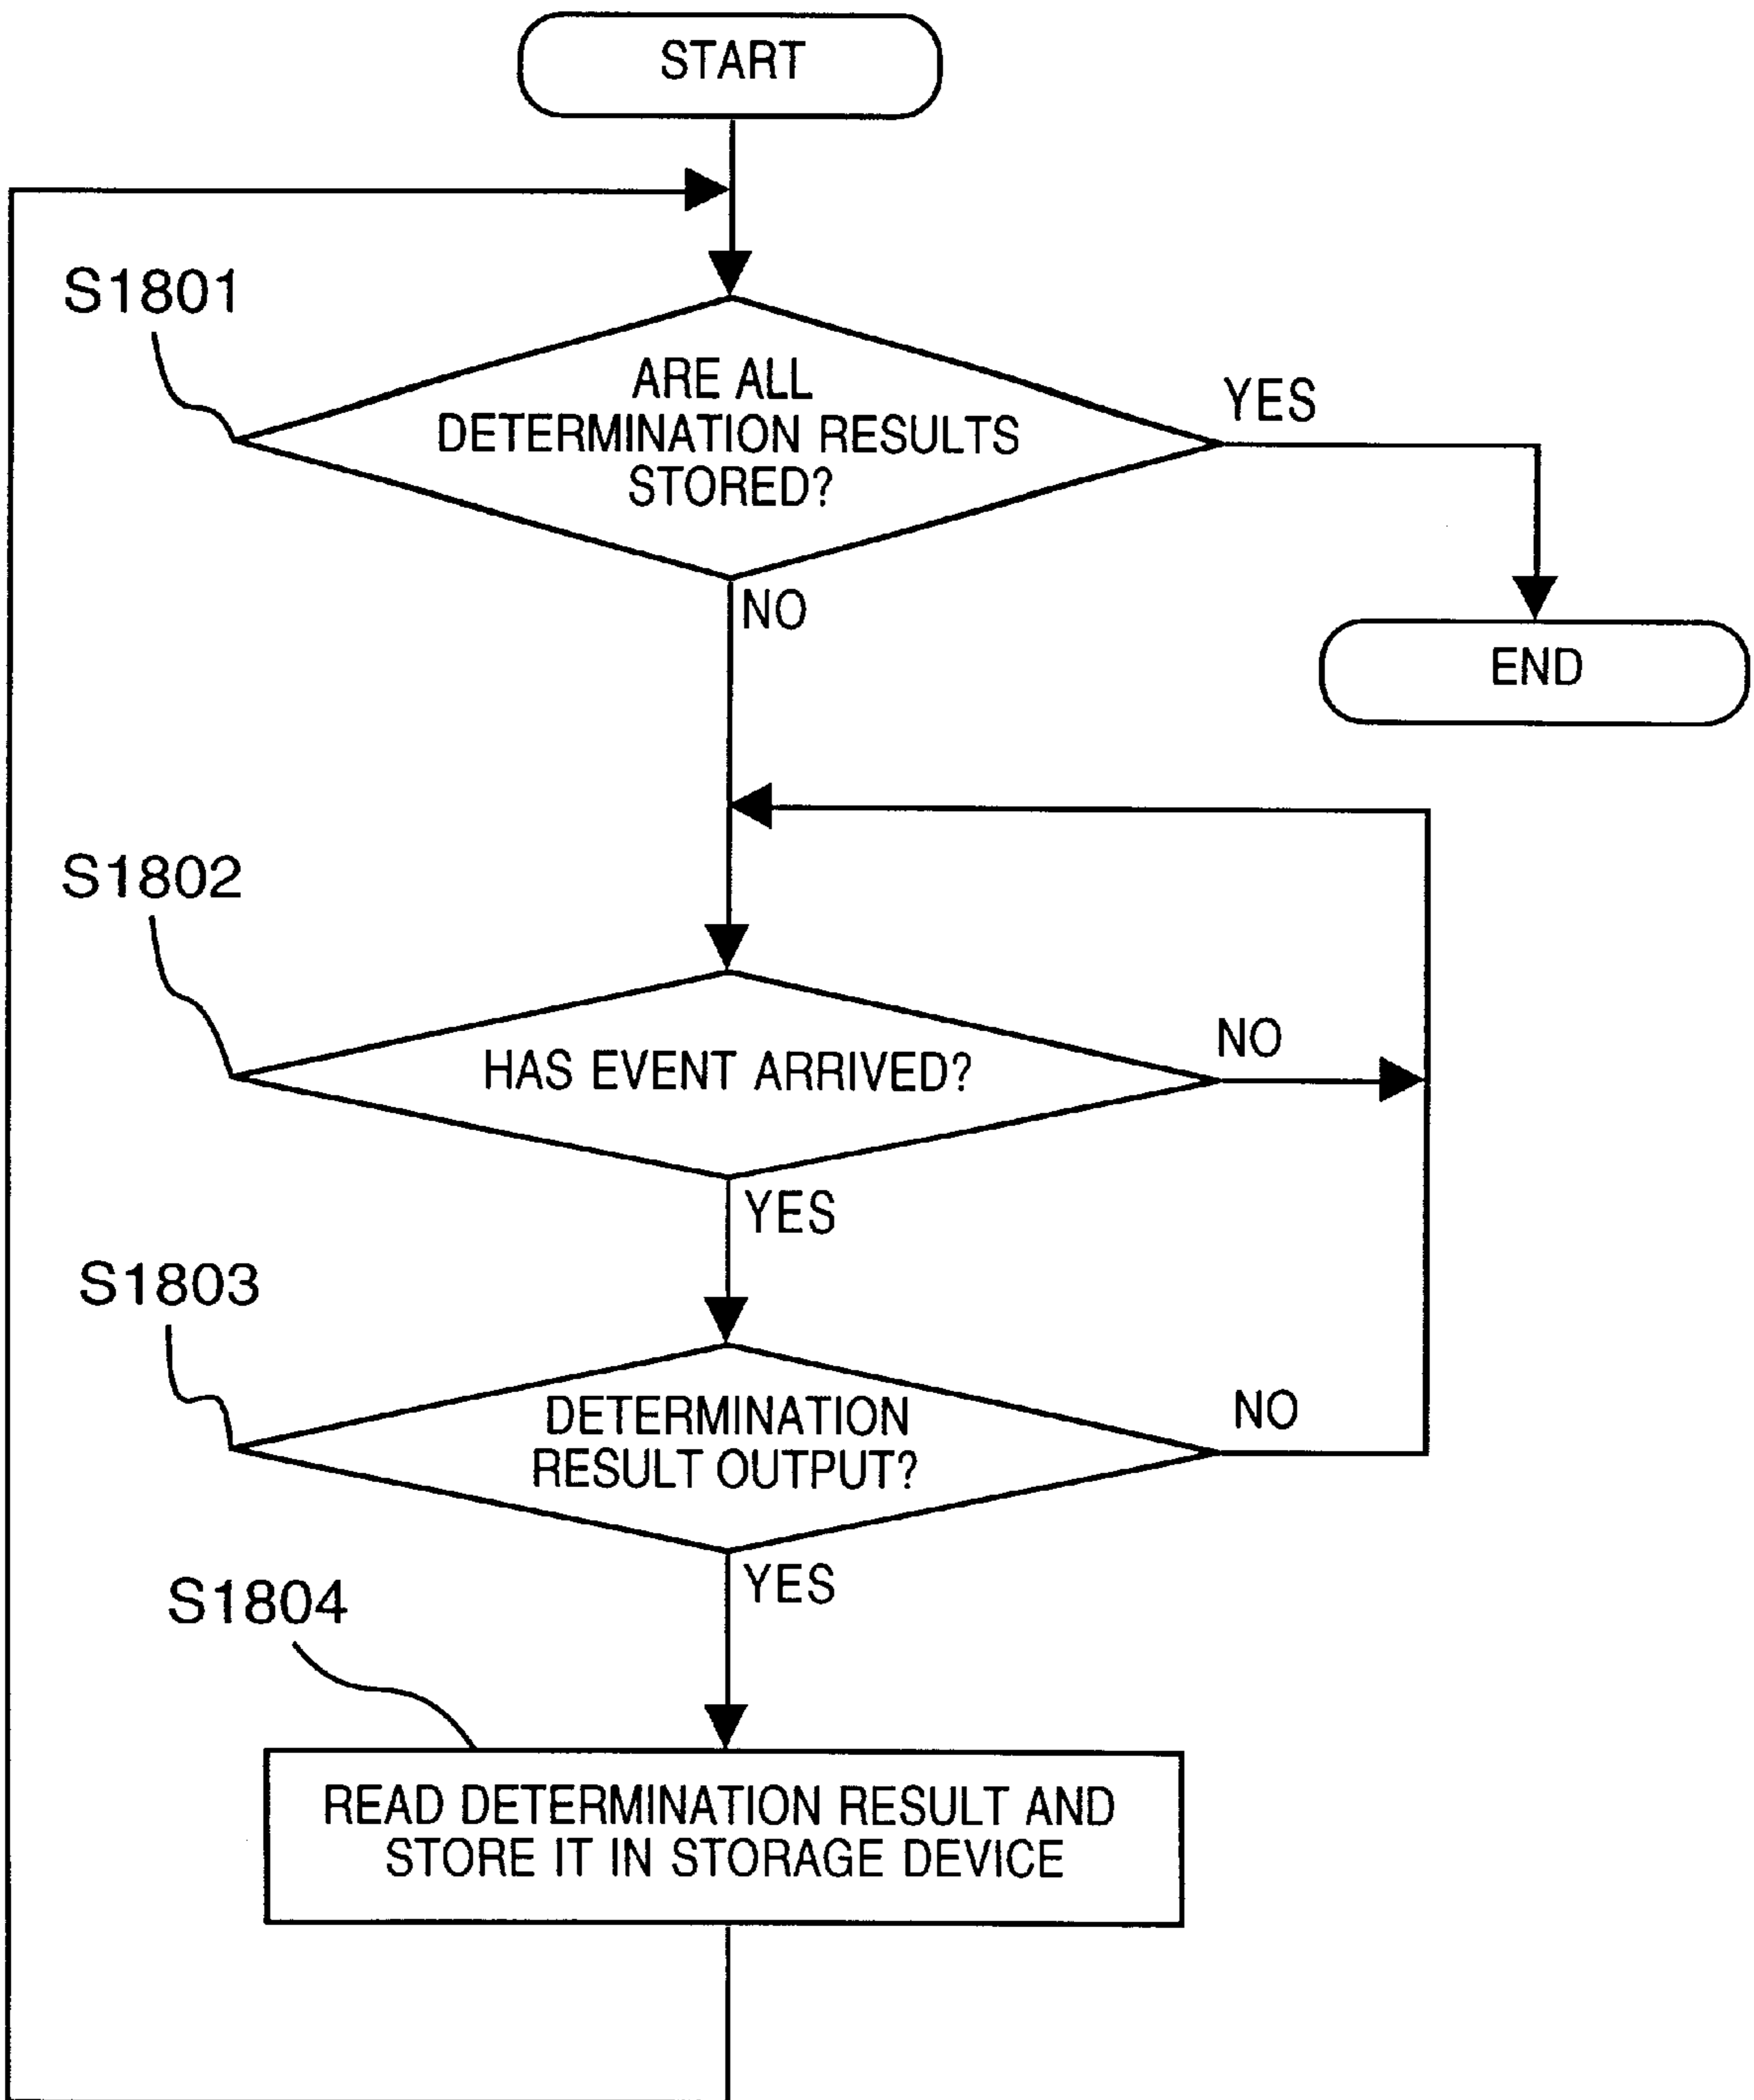 START
S1801
ARE ALL
DETERMINATION RESULTS
STORED?
YES
NO
END
S1802
HAS EVENT ARRIVED?
NO
YES
S1803
DETERMINATION
RESULT OUTPUT?
NO
YES
S1804
READ DETERMINATION RESULT AND
STORE IT IN STORAGE DEVICE